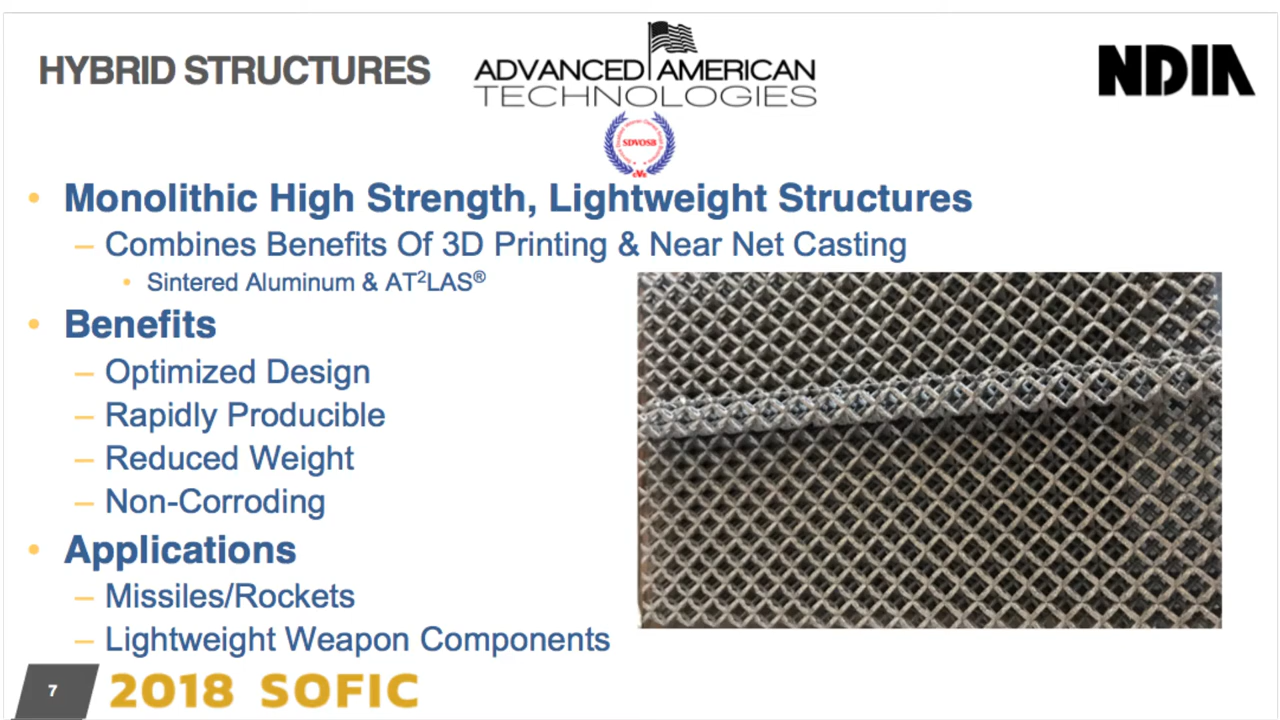 HYBRID STRUCTURES
ADVANCED AMERICAN
TECHNOLOGIES
NDIA
SDVOSB
CVE
• Monolithic High Strength, Lightweight Structures
– Combines Benefits Of 3D Printing & Near Net Casting
• Sintered Aluminum & AT²LAS®
• Benefits
– Optimized Design
– Rapidly Producible
– Reduced Weight
– Non-Corroding
• Applications
– Missiles/Rockets
– Lightweight Weapon Components
7
2018 SOFIC